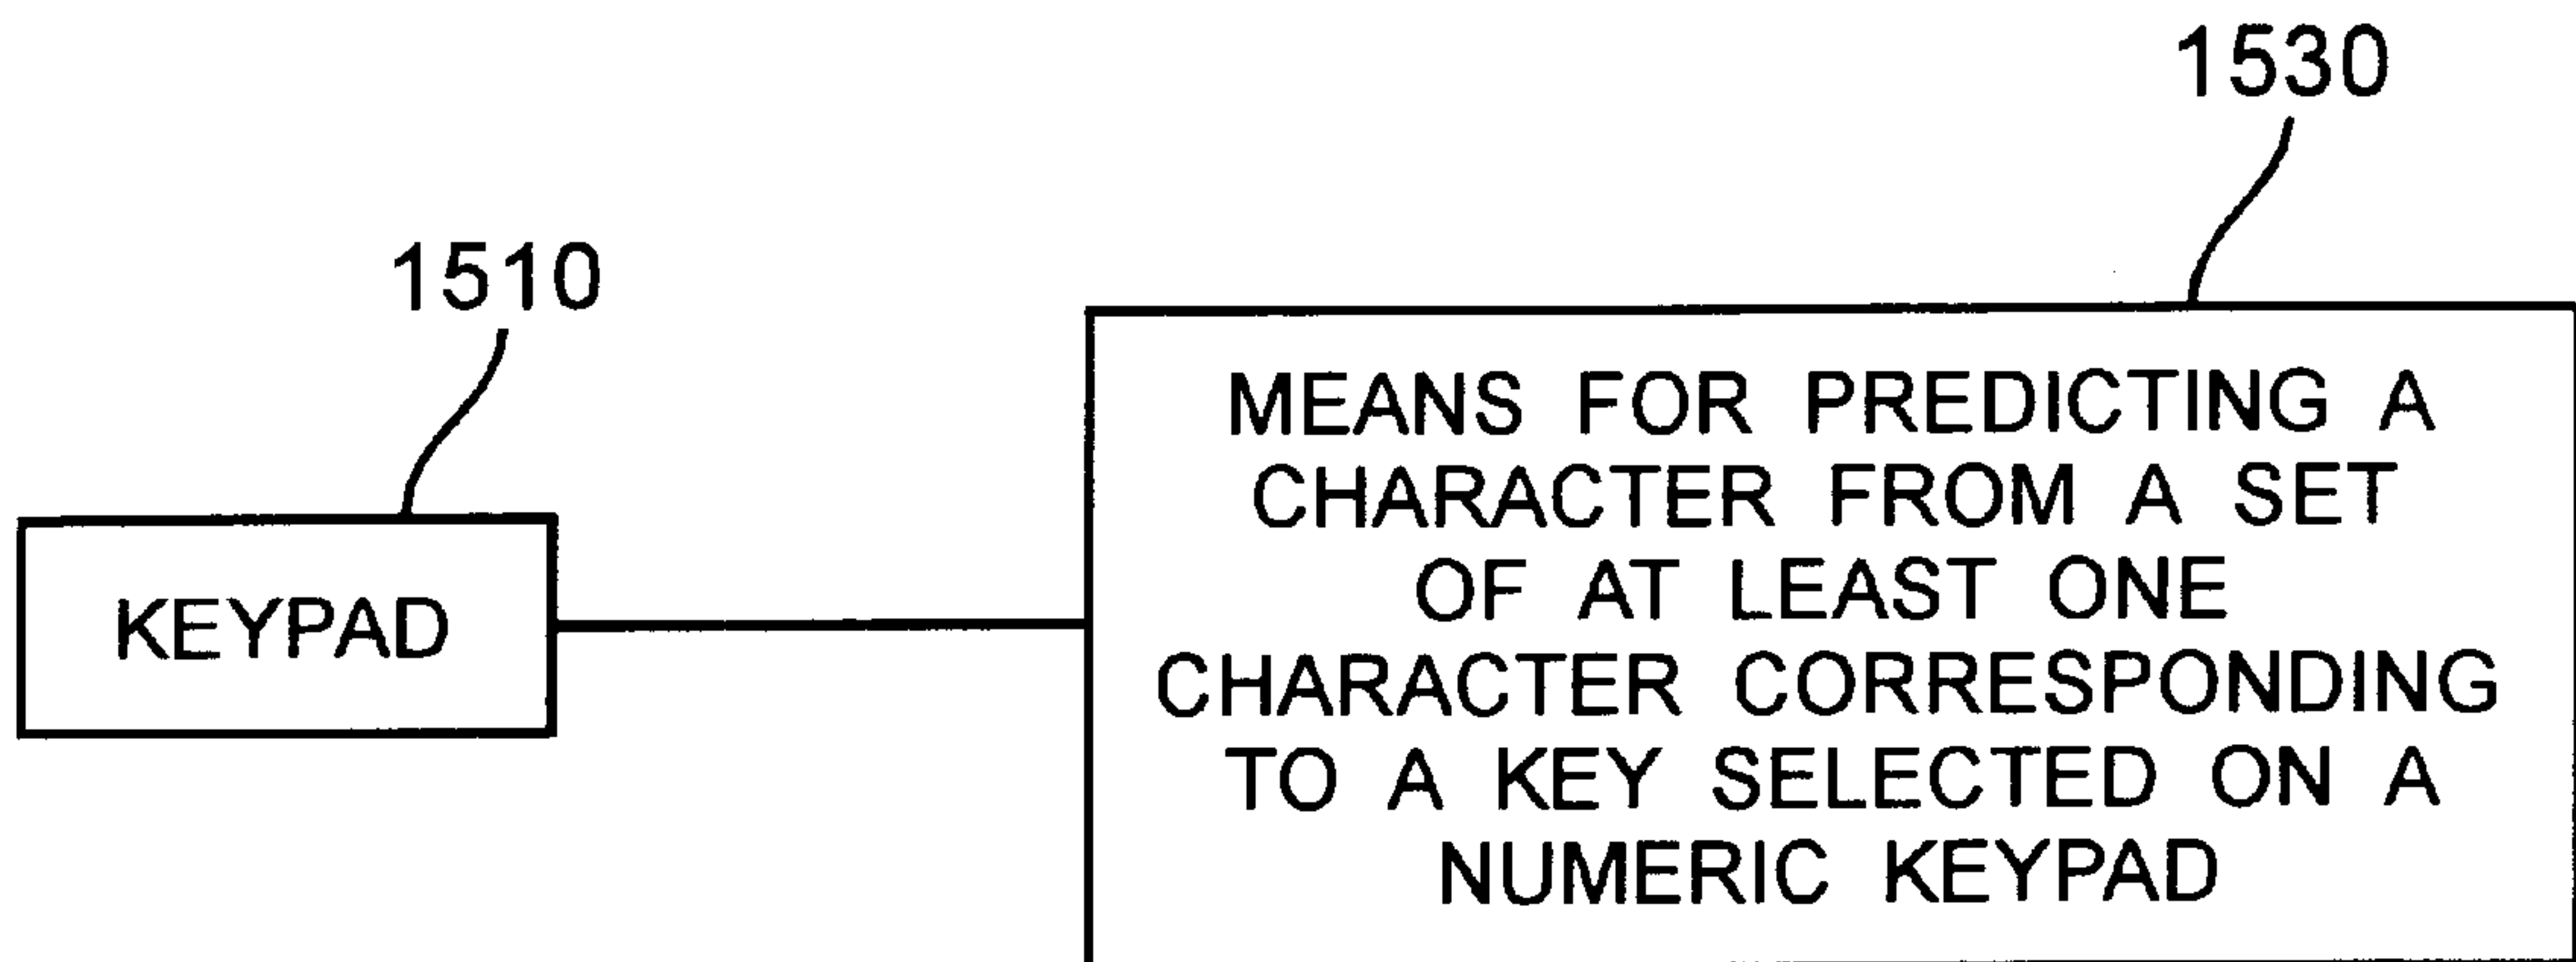 1530
1510
KEYPAD
MEANS FOR PREDICTING A
CHARACTER FROM A SET
OF AT LEAST ONE
CHARACTER CORRESPONDING
TO A KEY SELECTED ON A
NUMERIC KEYPAD